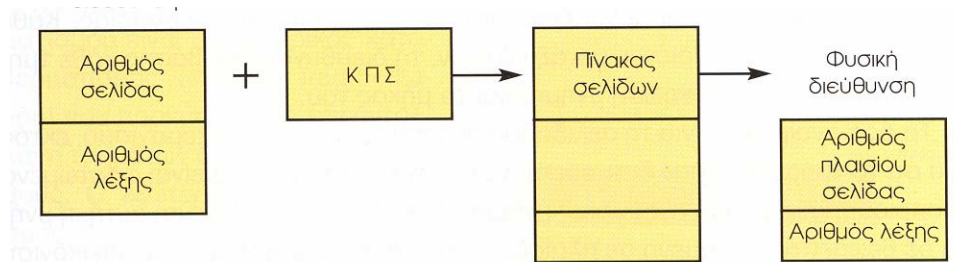 Αριθμός
σελίδας
Αριθμός
λέξης
+
Κ Π Σ
Πίνακας
σελίδων
Φυσική
διεύθυνση
Αριθμός
πλαισίου
σελίδας
Αριθμός λέξης